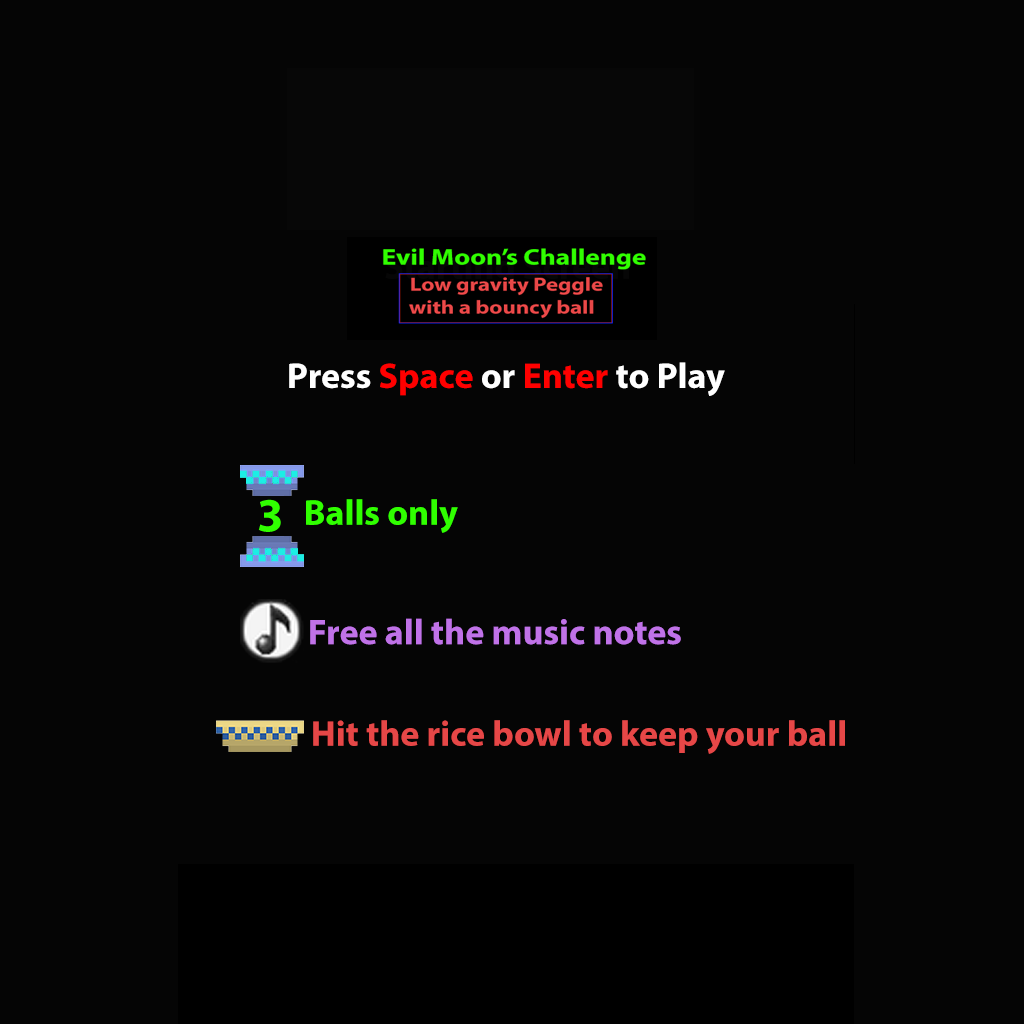 Evil Moon’s Challenge
Low gravity Peggle
with a bouncy ball
Press Space or Enter to Play
3 Balls only
Free all the music notes
Hit the rice bowl to keep your ball